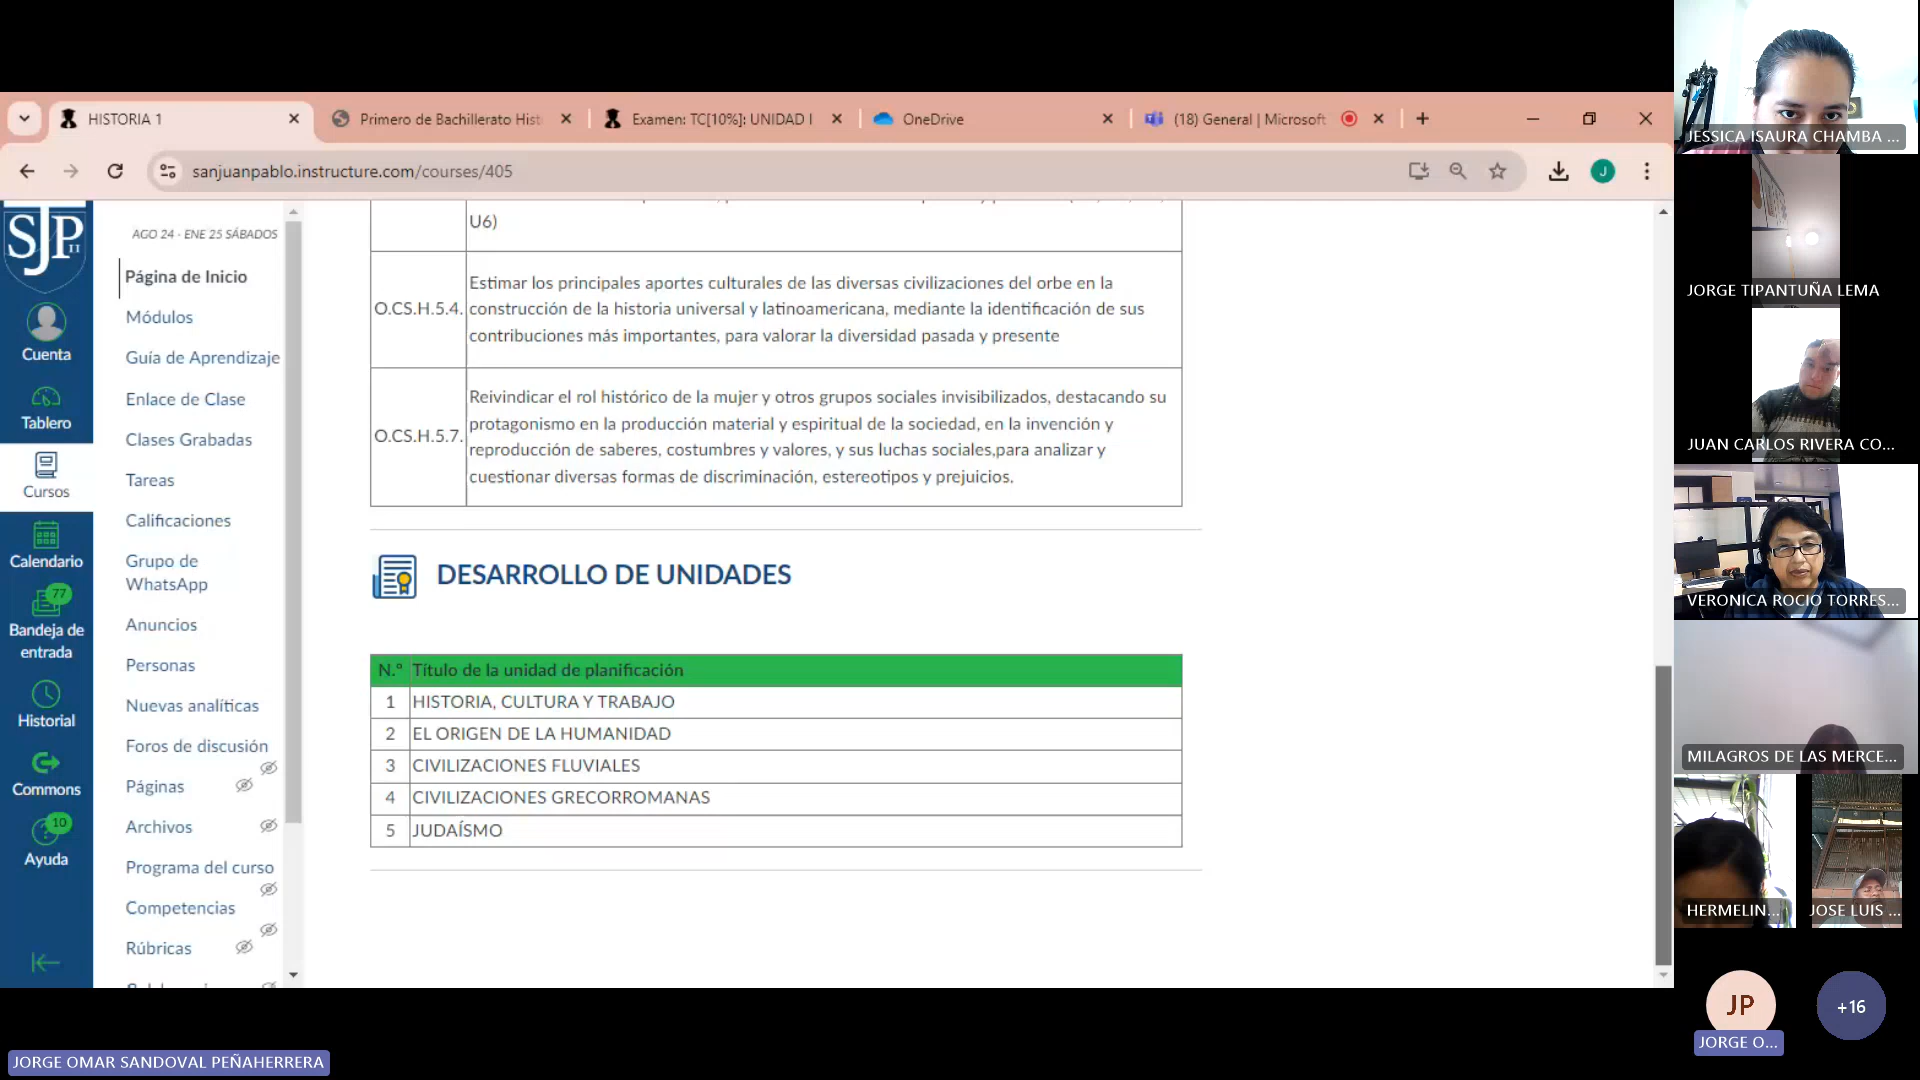 HISTORIA 1
Primero de Bachillerato Hist
Examen: TC[10%]: UNIDAD I
OneDrive
(18) General | Microsoft
sanjuanpablo.instructure.com/courses/405
J
SJP
II
Cuenta
Tablero
Cursos
Calendario
77
Bandeja de
entrada
Historial
Commons
10
Ayuda
AGO 24 - ENE 25 SÁBADOS
Página de Inicio
Módulos
Guía de Aprendizaje
Enlace de Clase
Clases Grabadas
Tareas
Calificaciones
Grupo de
WhatsApp
Anuncios
Personas
Nuevas analíticas
Foros de discusión
Páginas
Archivos
Programa del curso
Competencias
Rúbricas
U6)
O.CS.H.5.4.
Estimar los principales aportes culturales de las diversas civilizaciones del orbe en la
construcción de la historia universal y latinoamericana, mediante la identificación de sus
contribuciones más importantes, para valorar la diversidad pasada y presente
O.CS.H.5.7.
Reivindicar el rol histórico de la mujer y otros grupos sociales invisibilizados, destacando su
protagonismo en la producción material y espiritual de la sociedad, en la invención y
reproducción de saberes, costumbres y valores, y sus luchas sociales,para analizar y
cuestionar diversas formas de discriminación, estereotipos y prejuicios.
DESARROLLO DE UNIDADES
N.° Título de la unidad de planificación
1 HISTORIA, CULTURA Y TRABAJO
2 EL ORIGEN DE LA HUMANIDAD
3 CIVILIZACIONES FLUVIALES
4 CIVILIZACIONES GRECORROMANAS
5 JUDAÍSMO
JESSICA ISAURA CHAMBA ...
JORGE TIPANTUÑA LEMA
JUAN CARLOS RIVERA CO...
VERONICA ROCIO TORRES...
MILAGROS DE LAS MERCE...
HERMELIN...
JOSE LUIS ...
JP
JORGE O...
+16
JORGE OMAR SANDOVAL PEÑAHERRERA